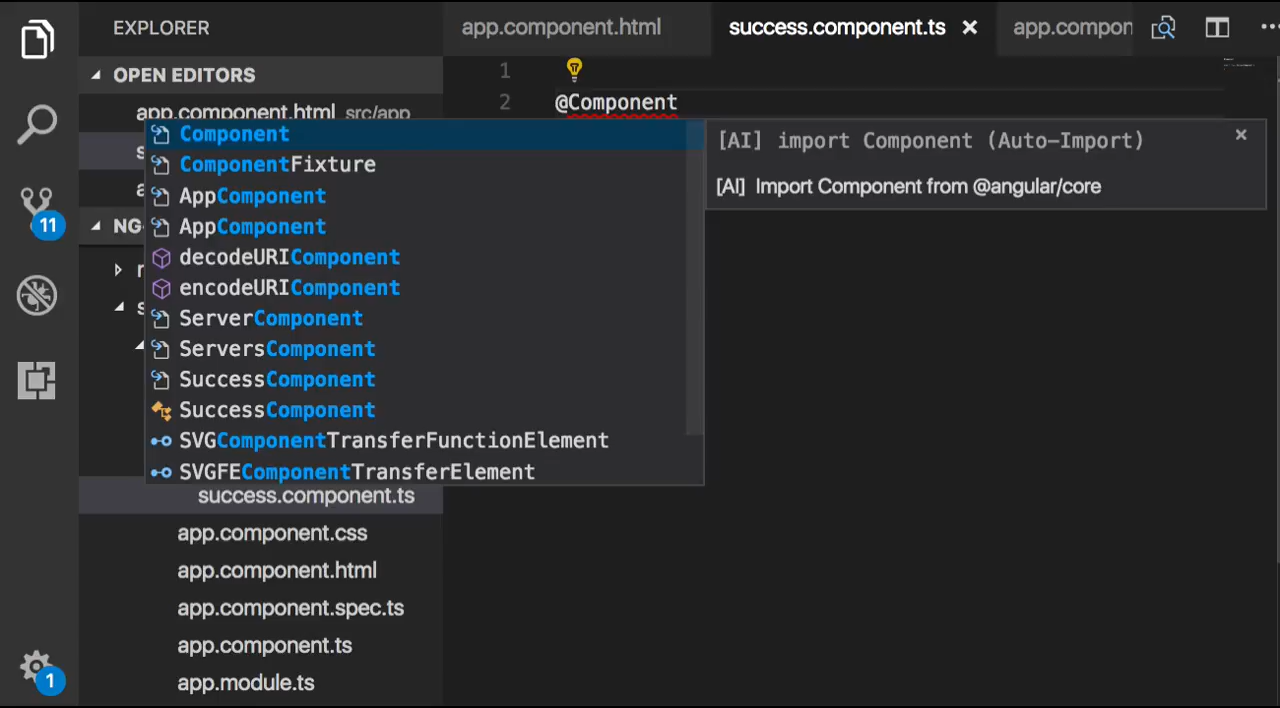 EXPLORER
app.component.html
success.component.ts
app.compon
OPEN EDITORS
app.component.html src/app
1
2
@Component
Component
ComponentFixture
AppComponent
AppComponent
decodeURIComponent
encodeURIComponent
ServerComponent
ServersComponent
SuccessComponent
SuccessComponent
SVGComponentTransferFunctionElement
SVGFEComponentTransferElement
[AI] import Component (Auto-Import)
[AI] Import Component from @angular/core
11
NG-
success.component.ts
app.component.css
app.component.html
app.component.spec.ts
app.component.ts
app.module.ts
1